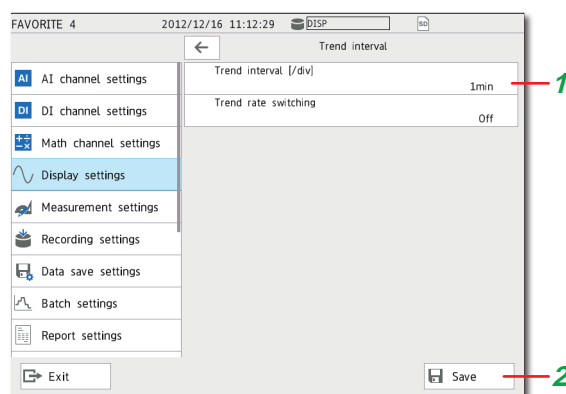 FAVORITE 4 2012/12/16 11:12:29 DISP SD
← Trend interval
Trend interval [/div]
1min
1
Trend rate switching
Off
AI AI channel settings
DI DI channel settings
Math channel settings
Display settings
Measurement settings
Recording settings
Data save settings
Batch settings
Report settings
Exit
Save
2